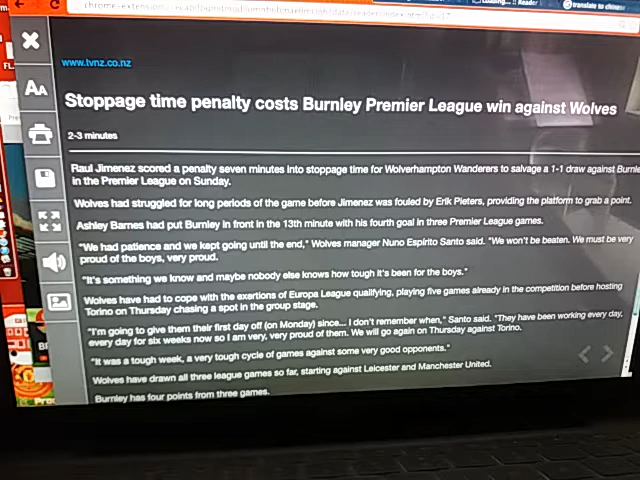 www.tvnz.co.nz
Stoppage time penalty costs Burnley Premier League win against Wolves
2-3 minutes
Raul Jimenez scored a penalty seven minutes into stoppage time for Wolverhampton Wanderers to salvage a 1-1 draw against Burnle
in the Premier League on Sunday.
Wolves had struggled for long periods of the game before Jimenez was fouled by Erik Pieters, providing the platform to grab a point.
Ashley Barnes had put Burnley in front in the 13th minute with his fourth goal in three Premier League games.
"We had patience and we kept going until the end," Wolves manager Nuno Espirito Santo said. "We won't be beaten. We must be very
proud of the boys, very proud.
"It's something we know and maybe nobody else knows how tough it's been for the boys."
Wolves have had to cope with the exertions of Europa League qualifying, playing five games already in the competition before hosting
Torino on Thursday chasing a spot in the group stage.
"I'm going to give them their first day off (on Monday) since... I don't remember when," Santo said. "They have been working every day,
every day for six weeks now so I am very, very proud of them. We will go again on Thursday against Torino.
"It was a tough week, a very tough cycle of games against some very good opponents."
Wolves have drawn all three league games so far, starting against Leicester and Manchester United.
Burnley has four points from three games.
AA
translate to chines